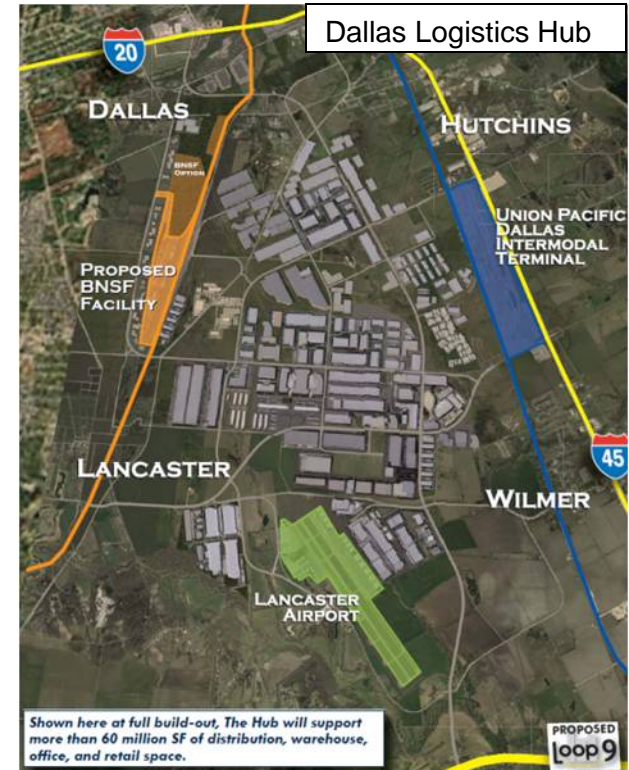 Dallas Logistics Hub
20
DALLAS
HUTCHINS
BNSF
OPTION
UNION PACIFIC
DALLAS
INTERMODAL
TERMINAL
PROPOSED
BNSF
FACILITY
LANCASTER
45
WILMER
LANCASTER
AIRPORT
Shown here at full build-out, The Hub will support
more than 60 million SF of distribution, warehouse,
office, and retail space.
PROPOSED
Loop 9